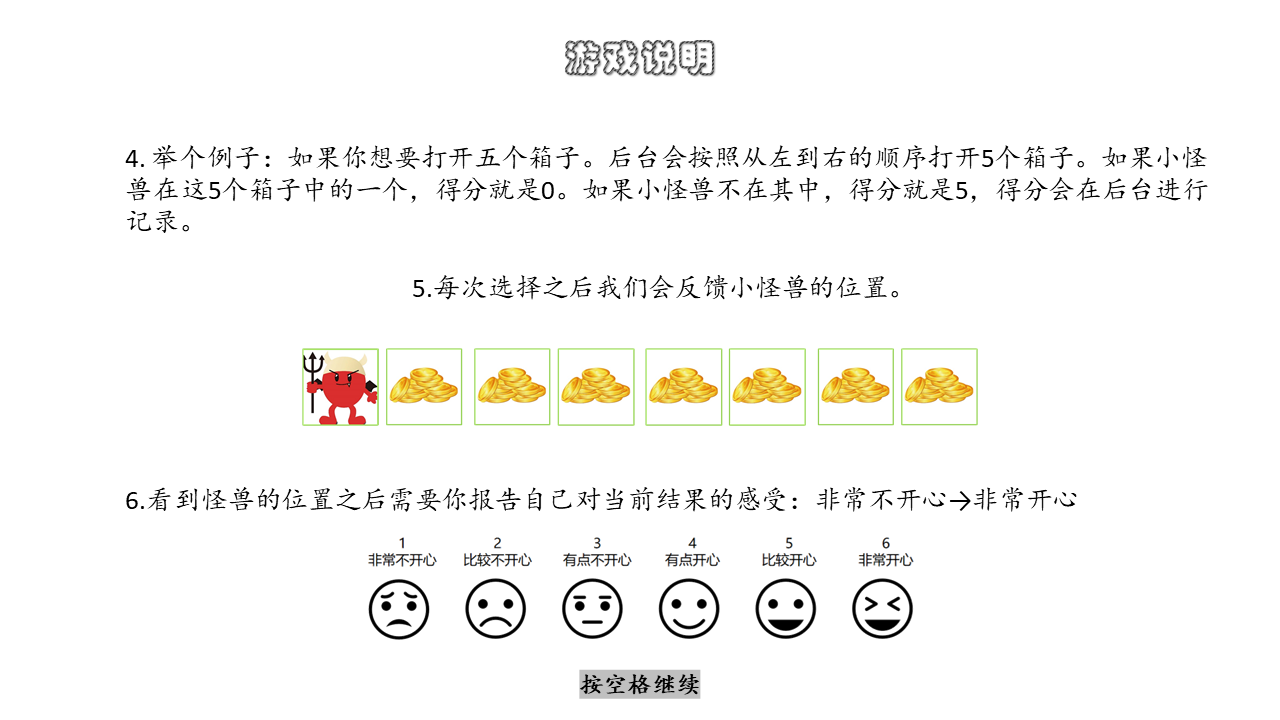 游戏说明
4. 举个例子：如果你想要打开五个箱子。后台会按照从左到右的顺序打开5个箱子。如果小怪
兽在这5个箱子中的一个，得分就是0。如果小怪兽不在其中，得分就是5，得分会在后台进行
记录。
5.每次选择之后我们会反馈小怪兽的位置。
6.看到怪兽的位置之后需要你报告自己对当前结果的感受：非常不开心→非常开心
1 2 3 4 5 6
非常不开心 比较不开心 有点不开心 有点开心 比较开心 非常开心
按空格继续